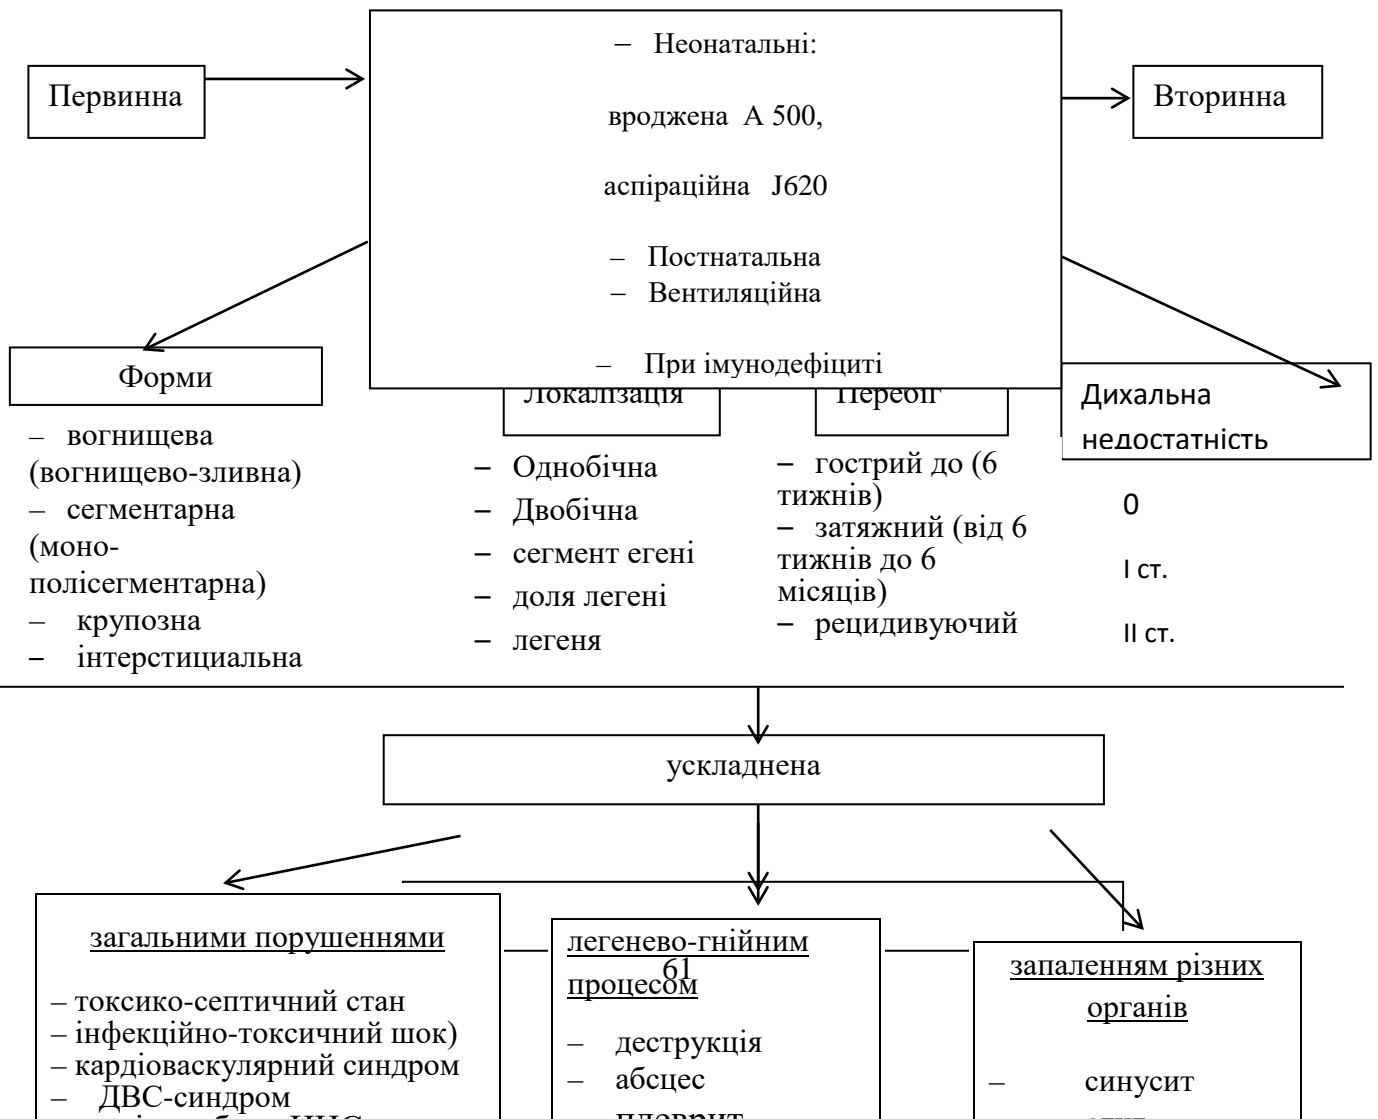 – Неонатальні:
Первинна
Вторинна
вроджена А 500,
аспіраційна J620
– Постнатальна
– Вентиляційна
– При імунодефіциті
Форми
– вогнищева
(вогнищево-зливна)
– сегментарна
(моно-
полісегментарна)
– крупозна
– інтерстициальна
Локалізація
– Однобічна
– Двобічна
– сегмент егені
– доля легені
– легеня
Перебіг
– гострий до (6
тижнів)
– затяжний (від 6
тижнів до 6
місяців)
– рецидивуючий
Дихальна
недостатність
0
І ст.
ІІ ст.
ускладнена
загальними порушеннями
– токсико-септичний стан
– інфекційно-токсичний шок)
– кардіоваскулярний синдром
– ДВС-синдром
легенево-гнійним
61
процесом
– деструкція
– абсцес
плеврит
запаленням різних
органів
– синусит